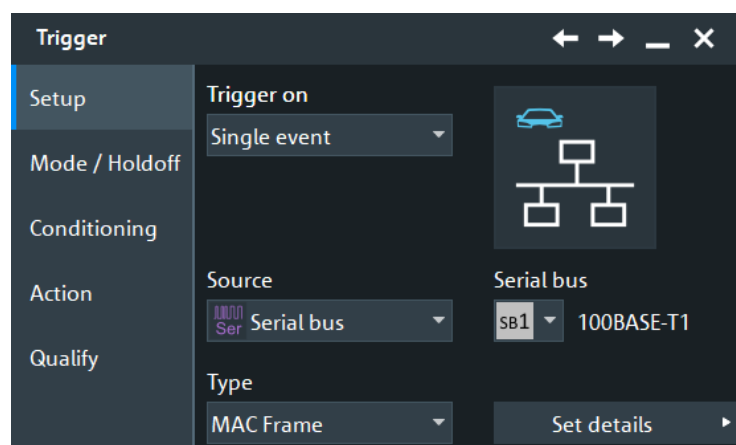 Trigger
Setup
Mode / Holdoff
Conditioning
Action
Qualify
Trigger on
Single event
Source
Serial bus
Ser Serial bus
SB1 100BASE-T1
Type
MAC Frame
Set details